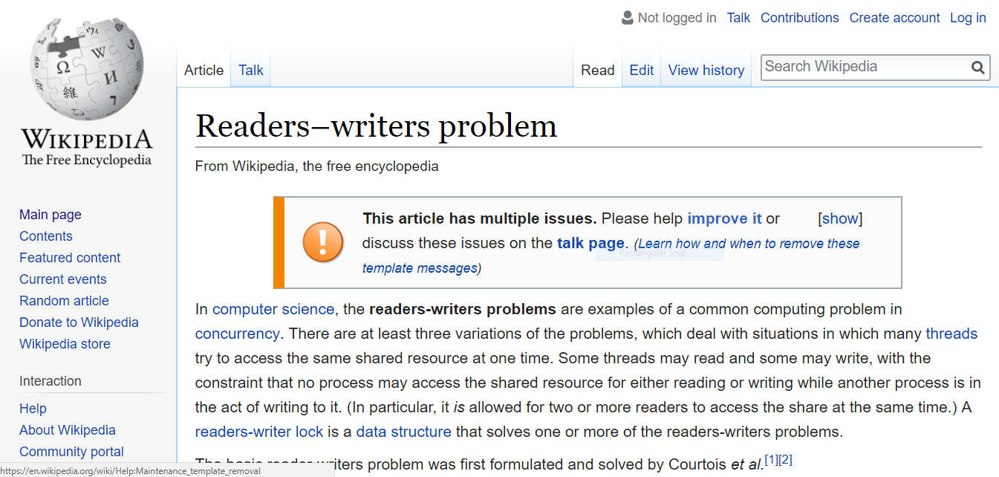 Not logged in Talk Contributions Create account Log in
Article Talk Read Edit View history Search Wikipedia
WIKIPEDIA
The Free Encyclopedia
Readers–writers problem
From Wikipedia, the free encyclopedia
This article has multiple issues. Please help improve it or [show]
discuss these issues on the talk page. (Learn how and when to remove these
Rectangular Snip
template messages)
Main page
Contents
Featured content
Current events
Random article
Donate to Wikipedia
Wikipedia store
Interaction
Help
About Wikipedia
Community portal
In computer science, the readers-writers problems are examples of a common computing problem in
concurrency. There are at least three variations of the problems, which deal with situations in which many threads
try to access the same shared resource at one time. Some threads may read and some may write, with the
constraint that no process may access the shared resource for either reading or writing while another process is in
the act of writing to it. (In particular, it is allowed for two or more readers to access the share at the same time.) A
readers-writer lock is a data structure that solves one or more of the readers-writers problems.
The basic reader-writers problem was first formulated and solved by Courtois et al.[1][2]
https://en.wikipedia.org/wiki/Help:Maintenance_template_removal